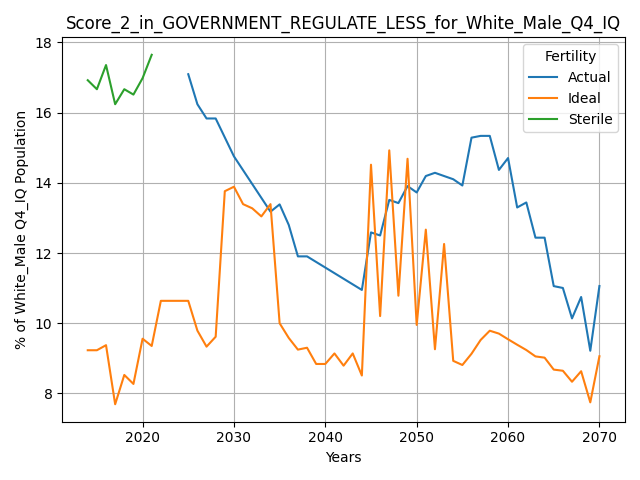 Score_2_in_GOVERNMENT_REGULATE_LESS_for_White_Male_Q4_IQ
Fertility
Actual
Ideal
Sterile
% of White_Male Q4_IQ Population
18
16
14
12
10
8
2020
2030
2040
2050
2060
2070
Years